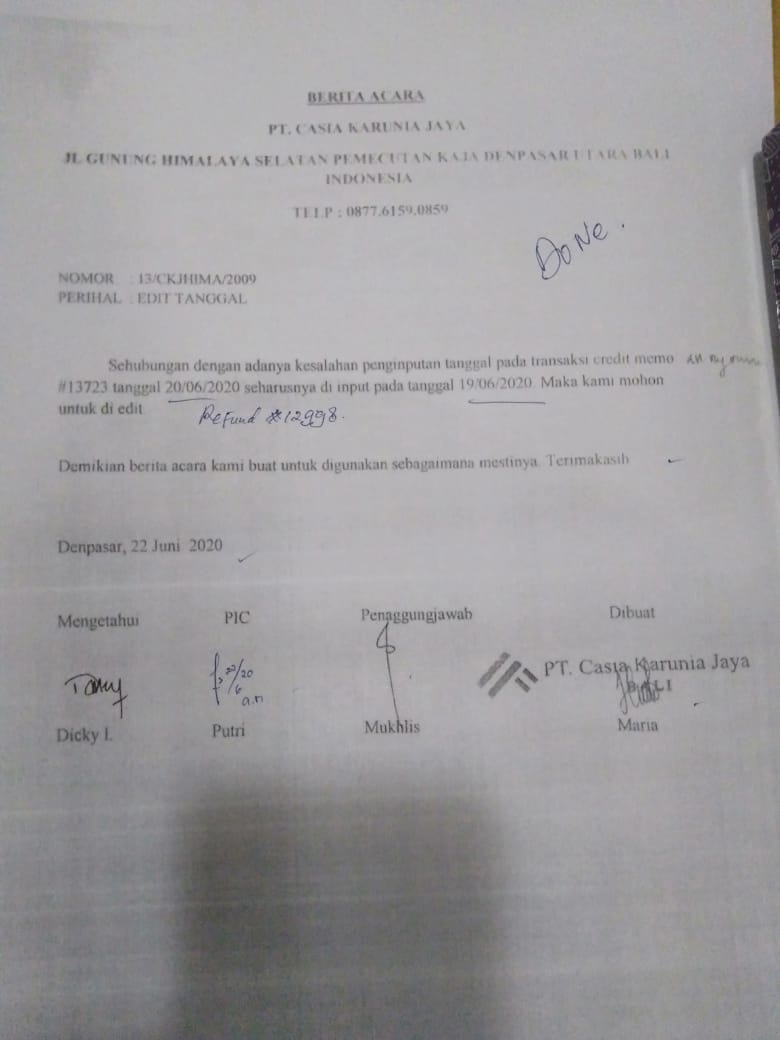 BERITA ACARA
PT. CASIA KARUNIA JAYA
JL GUNUNG HIMALAYA SELATAN PEMECUTAN KAJA DENPASAR UTARA BALI
INDONESIA
TELP : 0877.6159.0859
DONE.
NOMOR : 13/CKJHIMA/2009
PERIHAL : EDIT TANGGAL
Sehubungan dengan adanya kesalahan penginputan tanggal pada transaksi credit memo an
#13723 tanggal 20/06/2020 seharusnya di input pada tanggal 19/06/2020. Maka kami mohon
untuk di edit Refund #12998.
Demikian berita acara kami buat untuk digunakan sebagaimana mestinya. Terimakasih
Denpasar, 22 Juni 2020
Mengetahui PIC Penaggungjawab Dibuat
22/20
6
a.n
PT. Casia Karunia Jaya
BALI
Dicky I. Putri Mukhlis Maria